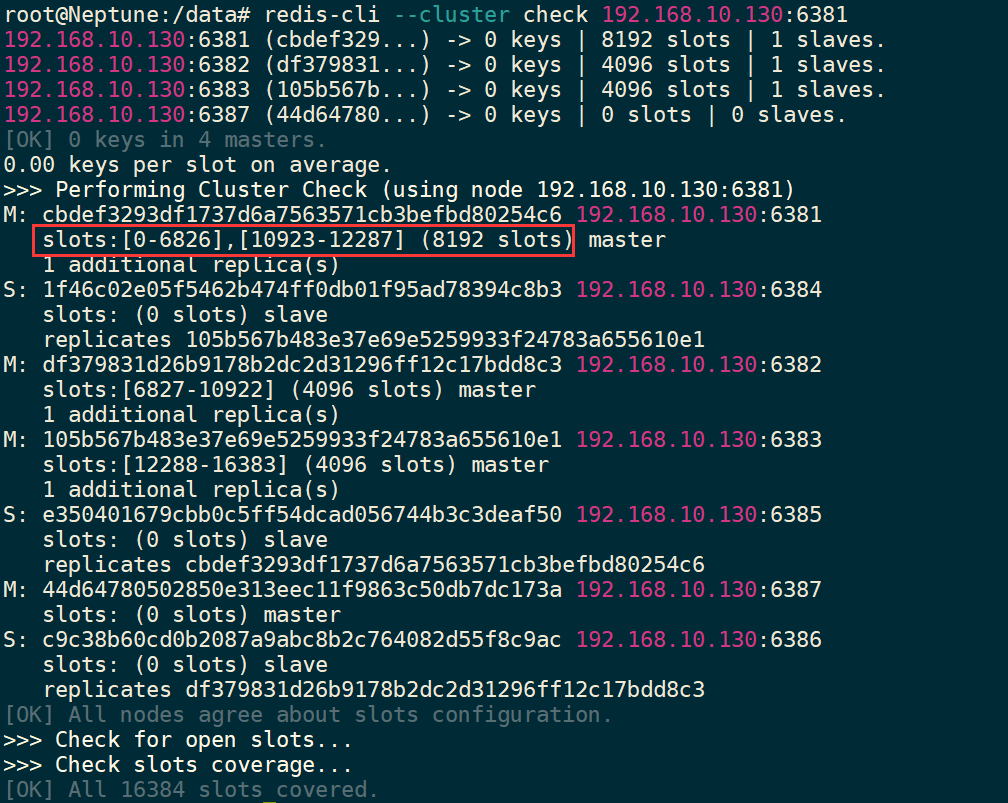 root@Neptune:/data# redis-cli --cluster check 192.168.10.130:6381
192.168.10.130:6381 (cbdef329...) -> 0 keys | 8192 slots | 1 slaves.
192.168.10.130:6382 (df379831...) -> 0 keys | 4096 slots | 1 slaves.
192.168.10.130:6383 (105b567b...) -> 0 keys | 4096 slots | 1 slaves.
192.168.10.130:6387 (44d64780...) -> 0 keys | 0 slots | 0 slaves.
[OK] 0 keys in 4 masters.
0.00 keys per slot on average.
>>> Performing Cluster Check (using node 192.168.10.130:6381)
M: cbdef3293df1737d6a7563571cb3befbd80254c6 192.168.10.130:6381
   slots:[0-6826],[10923-12287] (8192 slots) master
   1 additional replica(s)
S: 1f46c02e05f5462b474ff0db01f95ad78394c8b3 192.168.10.130:6384
   slots: (0 slots) slave
   replicates 105b567b483e37e69e5259933f24783a655610e1
M: df379831d26b9178b2dc2d31296ff12c17bdd8c3 192.168.10.130:6382
   slots:[6827-10922] (4096 slots) master
   1 additional replica(s)
M: 105b567b483e37e69e5259933f24783a655610e1 192.168.10.130:6383
   slots:[12288-16383] (4096 slots) master
   1 additional replica(s)
S: e350401679cbb0c5ff54dcad056744b3c3deaf50 192.168.10.130:6385
   slots: (0 slots) slave
   replicates cbdef3293df1737d6a7563571cb3befbd80254c6
M: 44d64780502850e313eec11f9863c50db7dc173a 192.168.10.130:6387
   slots: (0 slots) master
S: c9c38b60cd0b2087a9abc8b2c764082d55f8c9ac 192.168.10.130:6386
   slots: (0 slots) slave
   replicates df379831d26b9178b2dc2d31296ff12c17bdd8c3
[OK] All nodes agree about slots configuration.
>>> Check for open slots...
>>> Check slots coverage...
[OK] All 16384 slots covered.